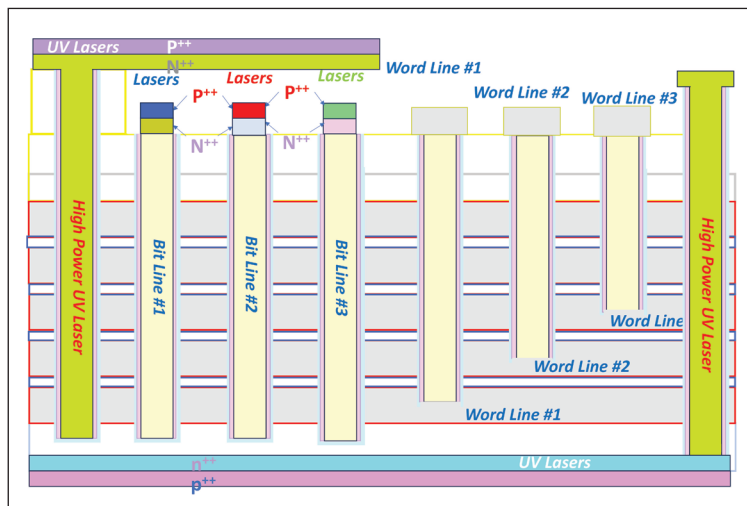 UV Lasers P++
N++
Word Line #1
Lasers
Lasers
Lasers
P++
P++
N++
N++
Word Line #2
Word Line #3
High Power UV Laser
Bit Line #1
Bit Line #2
Bit Line #3
High Power UV Laser
Word Line
Word Line #2
Word Line #1
n++
UV Lasers
p++